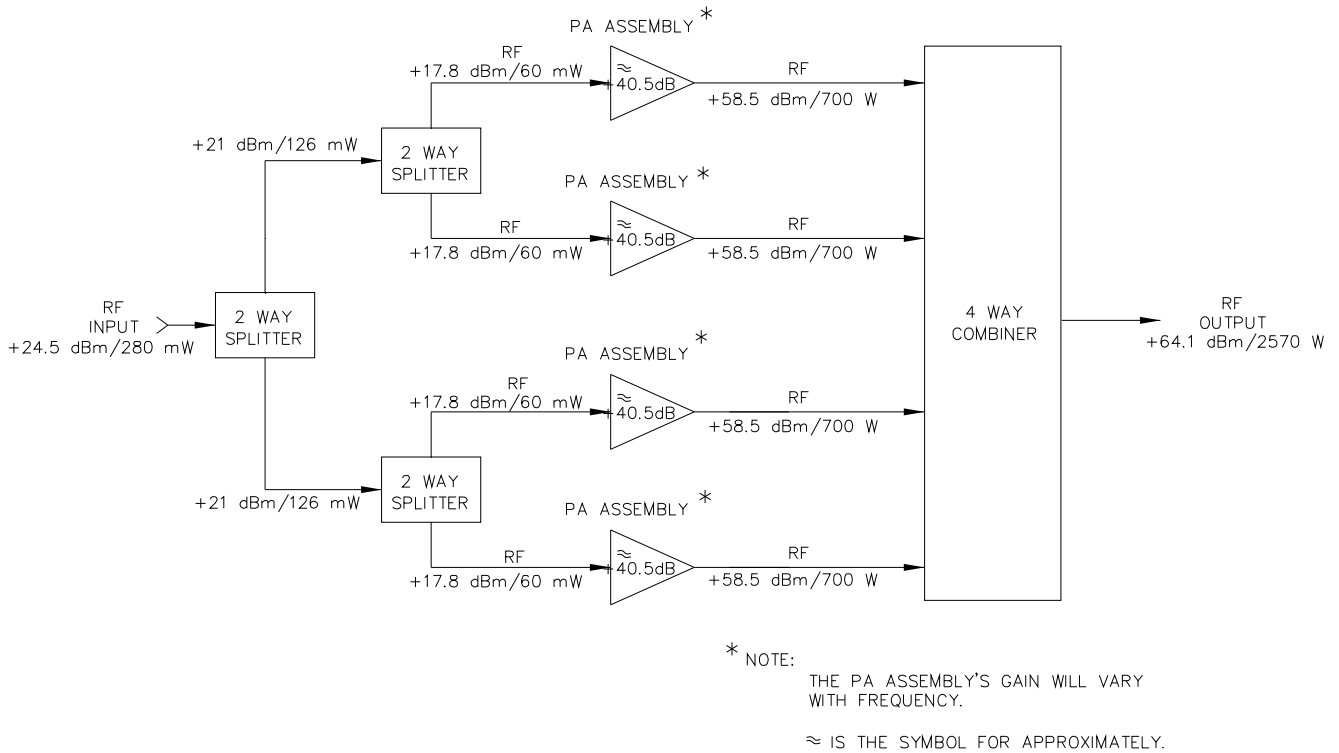 PA ASSEMBLY *
RF
+17.8 dBm/60 mW
≈
+40.5dB
RF
+58.5 dBm/700 W
+21 dBm/126 mW
2 WAY
SPLITTER
PA ASSEMBLY *
RF
+17.8 dBm/60 mW
≈
+40.5dB
RF
+58.5 dBm/700 W
RF
INPUT
+24.5 dBm/280 mW
2 WAY
SPLITTER
4 WAY
COMBINER
RF
OUTPUT
+64.1 dBm/2570 W
PA ASSEMBLY *
RF
+17.8 dBm/60 mW
≈
+40.5dB
RF
+58.5 dBm/700 W
+21 dBm/126 mW
2 WAY
SPLITTER
PA ASSEMBLY *
RF
+17.8 dBm/60 mW
≈
+40.5dB
RF
+58.5 dBm/700 W
* NOTE:
THE PA ASSEMBLY'S GAIN WILL VARY
WITH FREQUENCY.
≈ IS THE SYMBOL FOR APPROXIMATELY.